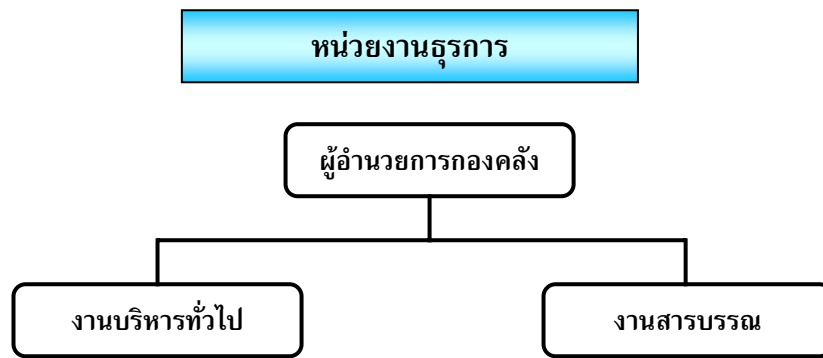 หน่วยงานธุรการ
ผู้อำนวยการกองคลัง
งานบริหารทั่วไป
งานสารบรรณ